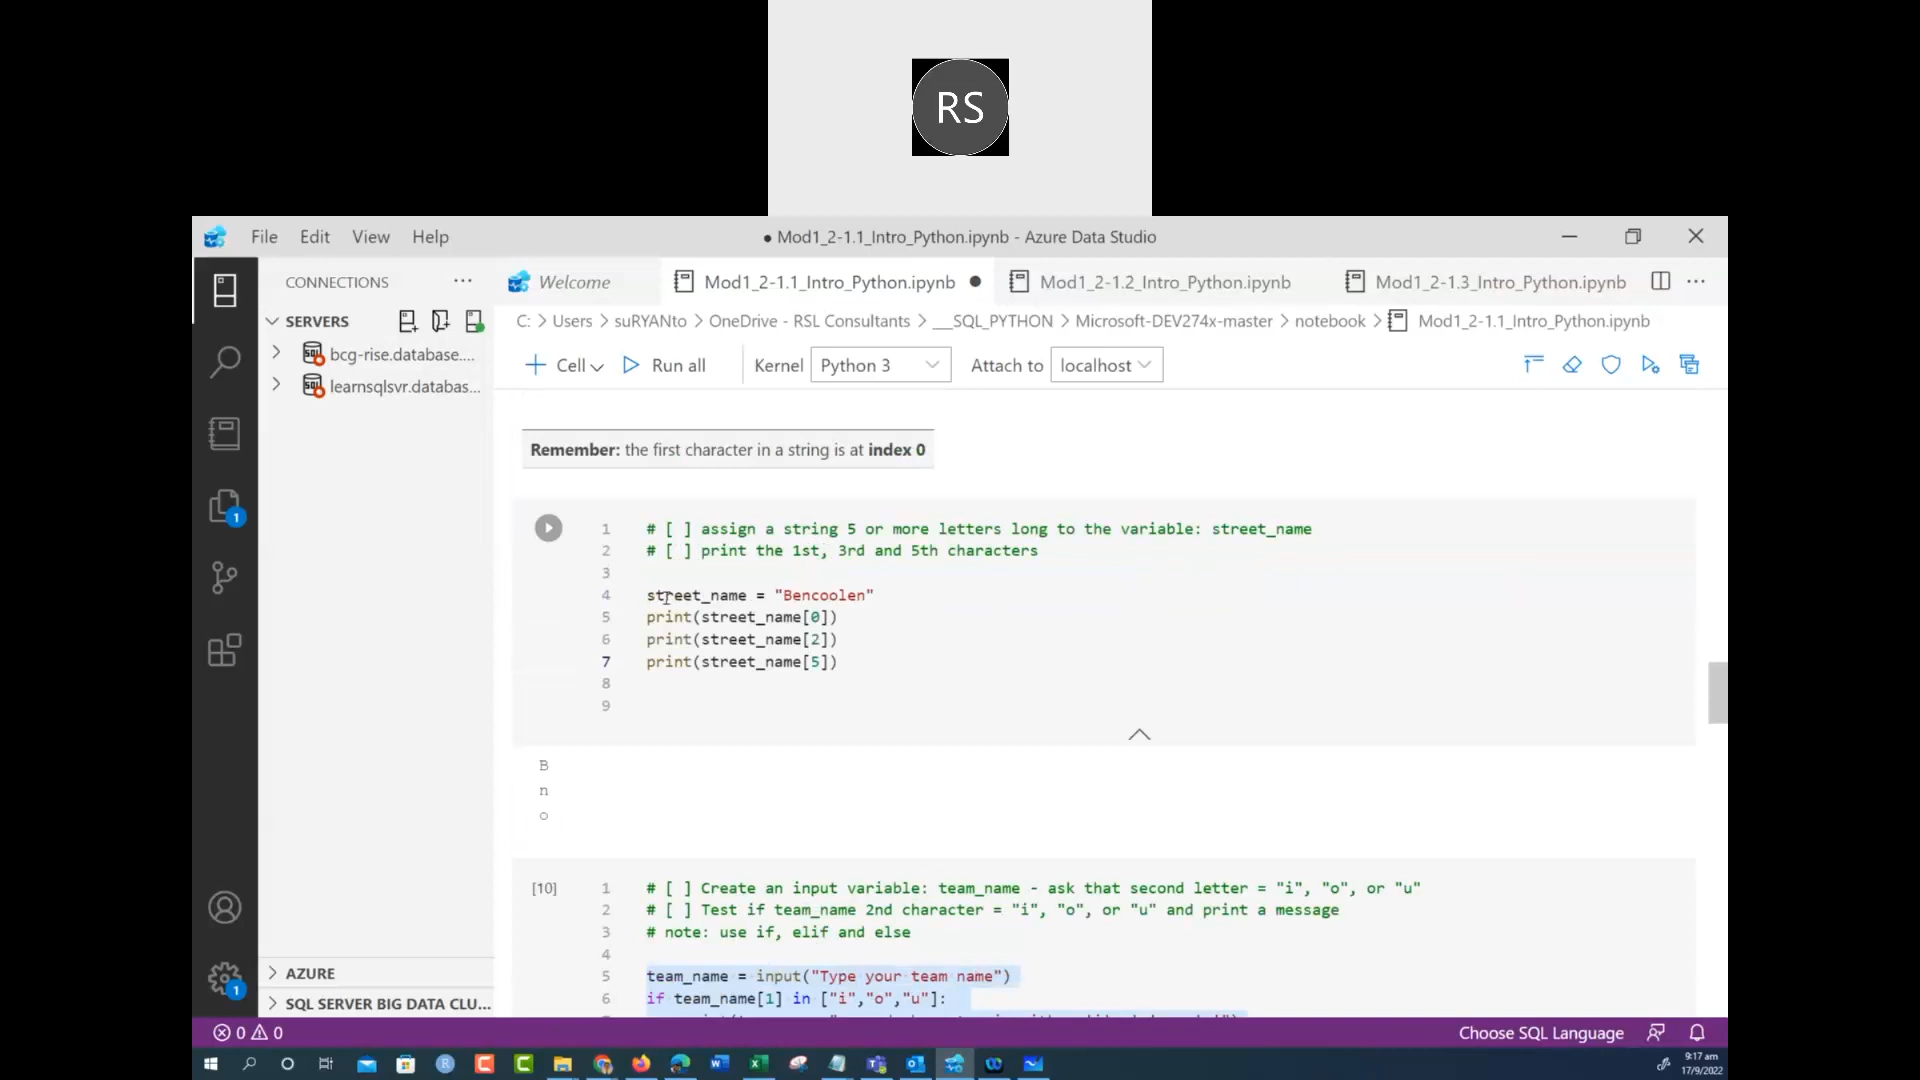 RS
File Edit View Help
● Mod1_2-1.1_Intro_Python.ipynb - Azure Data Studio
CONNECTIONS
Welcome
Mod1_2-1.1_Intro_Python.ipynb
Mod1_2-1.2_Intro_Python.ipynb
Mod1_2-1.3_Intro_Python.ipynb
SERVERS
bcg-rise.database....
learnsqlsvr.databas...
C: > Users > suRYANto > OneDrive - RSL Consultants > __SQL_PYTHON > Microsoft-DEV274x-master > notebook > Mod1_2-1.1_Intro_Python.ipynb
Cell Run all Kernel Python 3 Attach to localhost
Remember: the first character in a string is at index 0
1 # [ ] assign a string 5 or more letters long to the variable: street_name
2 # [ ] print the 1st, 3rd and 5th characters
3
4 street_name = "Bencoolen"
5 print(street_name[0])
6 print(street_name[2])
7 print(street_name[5])
8
9
B
n
o
[10] 1 # [ ] Create an input variable: team_name - ask that second letter = "i", "o", or "u"
2 # [ ] Test if team_name 2nd character = "i", "o", or "u" and print a message
3 # note: use if, elif and else
4
5 team_name = input("Type your team name")
6 if team_name[1] in ["i","o","u"]:
1
1
AZURE
SQL SERVER BIG DATA CLU...
0 0
Choose SQL Language
9:17 am
17/9/2022